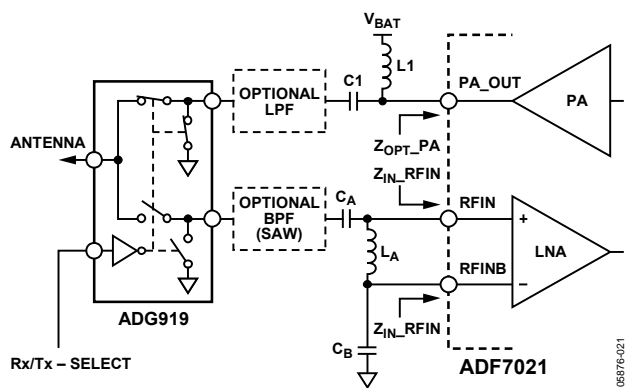 VBAT
L1
C1
PA_OUT
PA
OPTIONAL
LPF
ZOPT_PA
ANTENNA
ZIN_RFIN
CA
RFIN
OPTIONAL
BPF
(SAW)
LA
+
LNA
RFINB
–
ADG919
ZIN_RFIN
CB
Rx/Tx – SELECT
ADF7021
05876-021